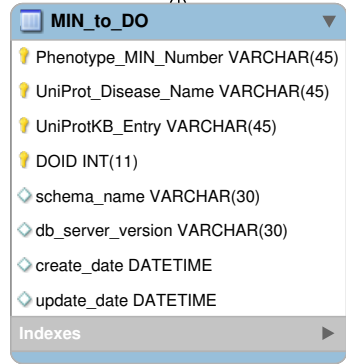 MIN_to_DO
Phenotype_MIN_Number VARCHAR(45)
UniProt_Disease_Name VARCHAR(45)
UniProtKB_Entry VARCHAR(45)
DOID INT(11)
schema_name VARCHAR(30)
db_server_version VARCHAR(30)
create_date DATETIME
update_date DATETIME
Indexes